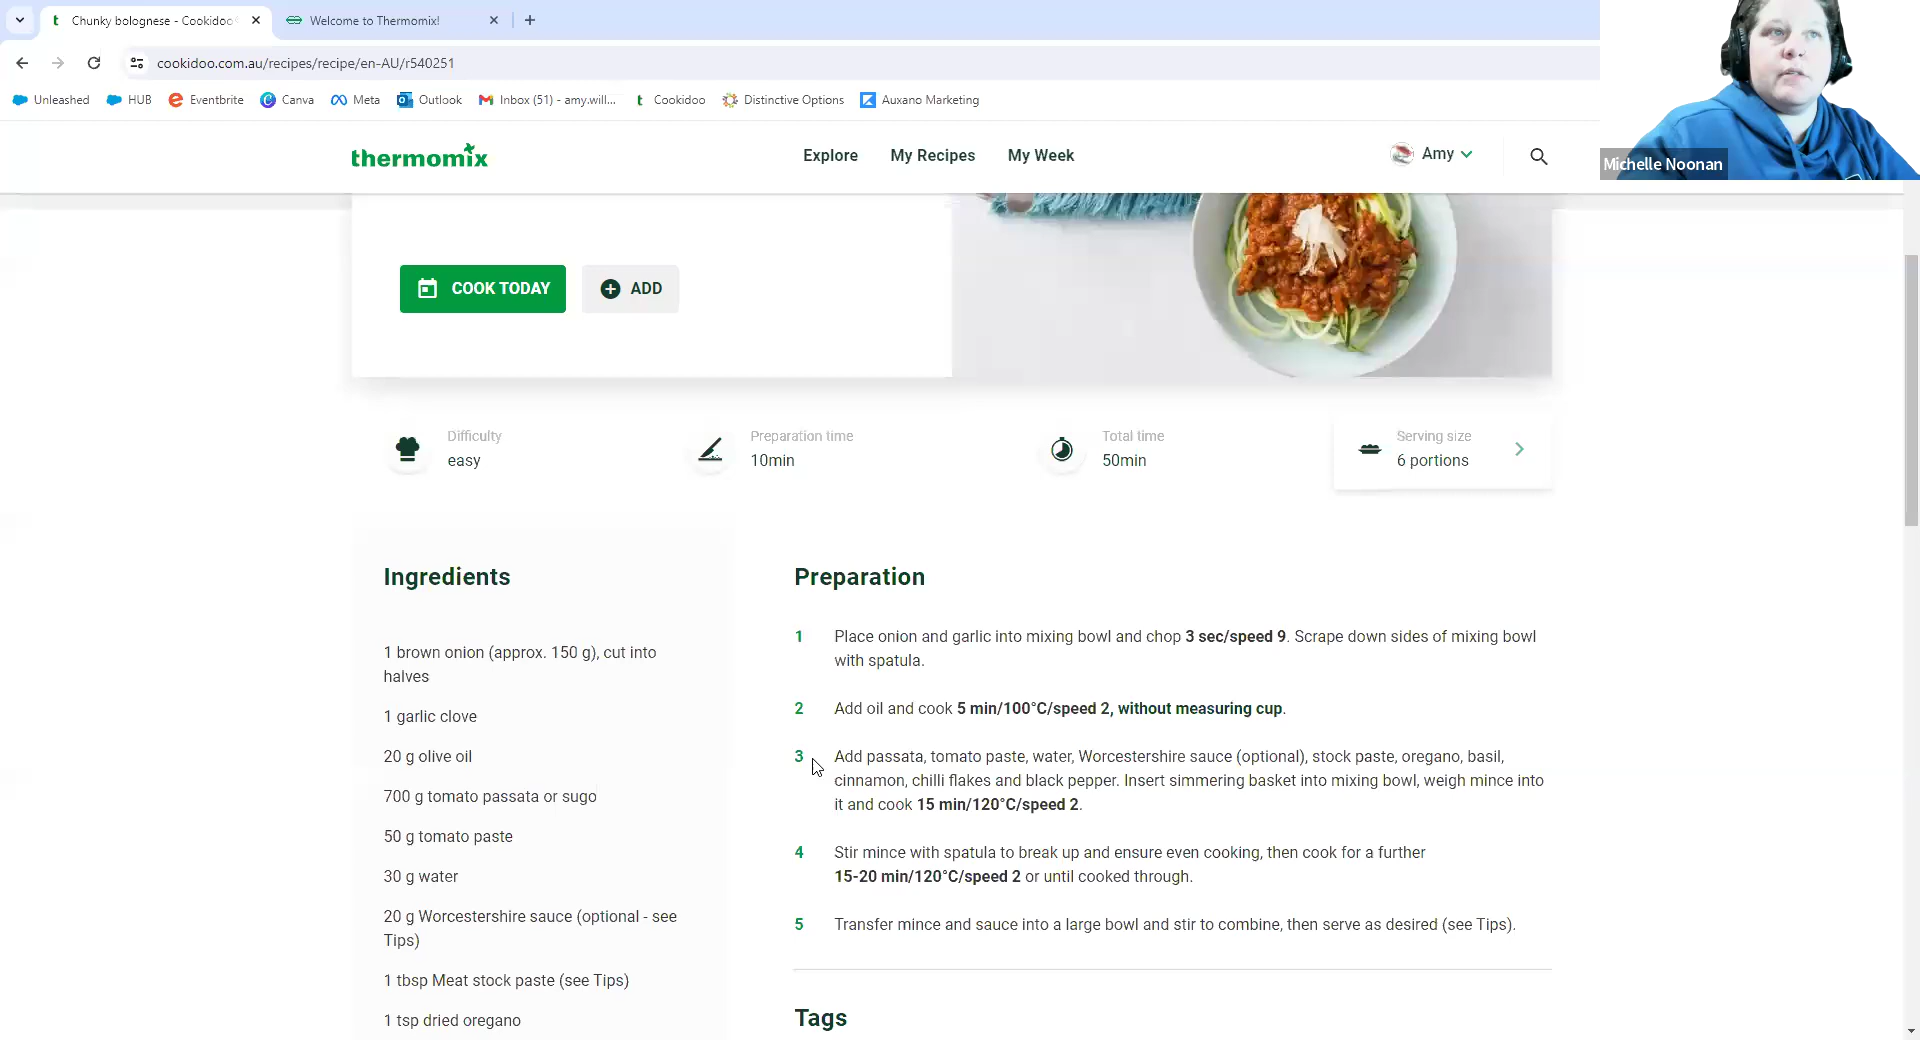 Chunky bolognese - Cookidoo
Welcome to Thermomix!
cookidoo.com.au/recipes/recipe/en-AU/r540251
Unleashed
HUB
Eventbrite
Canva
Meta
Outlook
Inbox (51) - amy.will...
Cookidoo
Distinctive Options
Auxano Marketing
thermomix
Explore
My Recipes
My Week
Amy
Michelle Noonan
COOK TODAY
ADD
Difficulty
easy
Preparation time
10min
Total time
50min
Serving size
6 portions
Ingredients
1 brown onion (approx. 150 g), cut into
halves
1 garlic clove
20 g olive oil
700 g tomato passata or sugo
50 g tomato paste
30 g water
20 g Worcestershire sauce (optional - see
Tips)
1 tbsp Meat stock paste (see Tips)
1 tsp dried oregano
Preparation
1 Place onion and garlic into mixing bowl and chop 3 sec/speed 9. Scrape down sides of mixing bowl
with spatula.
2 Add oil and cook 5 min/100°C/speed 2, without measuring cup.
3 Add passata, tomato paste, water, Worcestershire sauce (optional), stock paste, oregano, basil,
cinnamon, chilli flakes and black pepper. Insert simmering basket into mixing bowl, weigh mince into
it and cook 15 min/120°C/speed 2.
4 Stir mince with spatula to break up and ensure even cooking, then cook for a further
15-20 min/120°C/speed 2 or until cooked through.
5 Transfer mince and sauce into a large bowl and stir to combine, then serve as desired (see Tips).
Tags